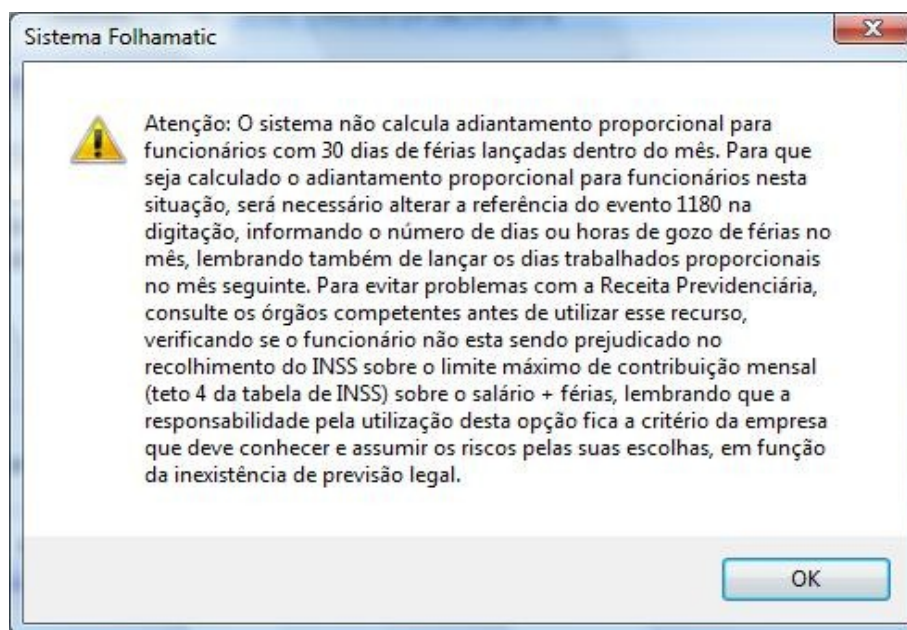 Sistema Folhamatic
Atenção: O sistema não calcula adiantamento proporcional para
funcionários com 30 dias de férias lançadas dentro do mês. Para que
seja calculado o adiantamento proporcional para funcionários nesta
situação, será necessário alterar a referência do evento 1180 na
digitação, informando o número de dias ou horas de gozo de férias no
mês, lembrando também de lançar os dias trabalhados proporcionais
no mês seguinte. Para evitar problemas com a Receita Previdenciária,
consulte os órgãos competentes antes de utilizar esse recurso,
verificando se o funcionário não esta sendo prejudicado no
recolhimento do INSS sobre o limite máximo de contribuição mensal
(teto 4 da tabela de INSS) sobre o salário + férias, lembrando que a
responsabilidade pela utilização desta opção fica a critério da empresa
que deve conhecer e assumir os riscos pelas suas escolhas, em função
da inexistência de previsão legal.
OK